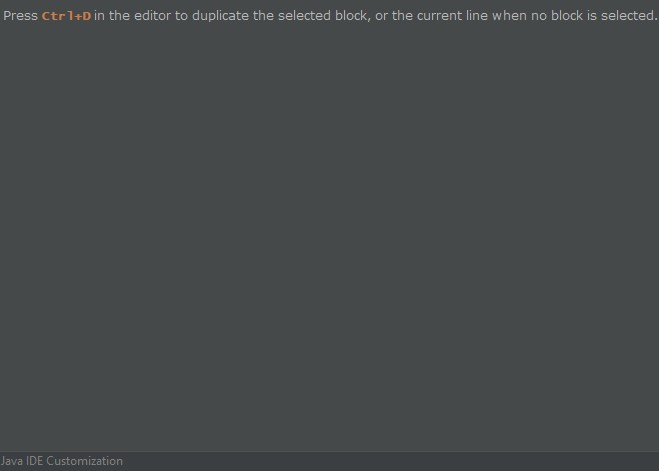 Press Ctrl+D in the editor to duplicate the selected block, or the current line when no block is selected.
Java IDE Customization